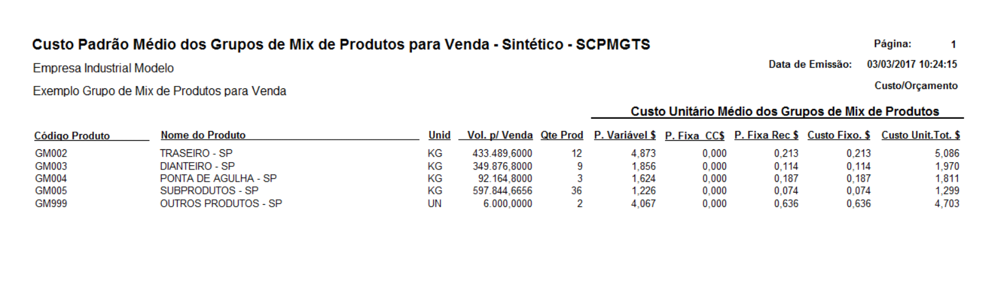 Custo Padrão Médio dos Grupos de Mix de Produtos para Venda - Sintético - SCPMGTS Página: 1
Empresa Industrial Modelo Data de Emissão: 03/03/2017 10:24:15
Custo/Orçamento
Exemplo Grupo de Mix de Produtos para Venda
Custo Unitário Médio dos Grupos de Mix de Produtos
Código Produto Nome do Produto Unid Vol. p/ Venda Qte Prod P. Variável $ P. Fixa CC$ P. Fixa Rec $ Custo Fixo. $ Custo Unit.Tot. $
GM002 TRASEIRO - SP KG 433.489,6000 12 4,873 0,000 0,213 0,213 5,086
GM003 DIANTEIRO - SP KG 349.876,8000 9 1,856 0,000 0,114 0,114 1,970
GM004 PONTA DE AGULHA - SP KG 92.164,8000 3 1,624 0,000 0,187 0,187 1,811
GM005 SUBPRODUTOS - SP KG 597.844,6656 36 1,226 0,000 0,074 0,074 1,299
GM999 OUTROS PRODUTOS - SP UN 6.000,0000 2 4,067 0,000 0,636 0,636 4,703